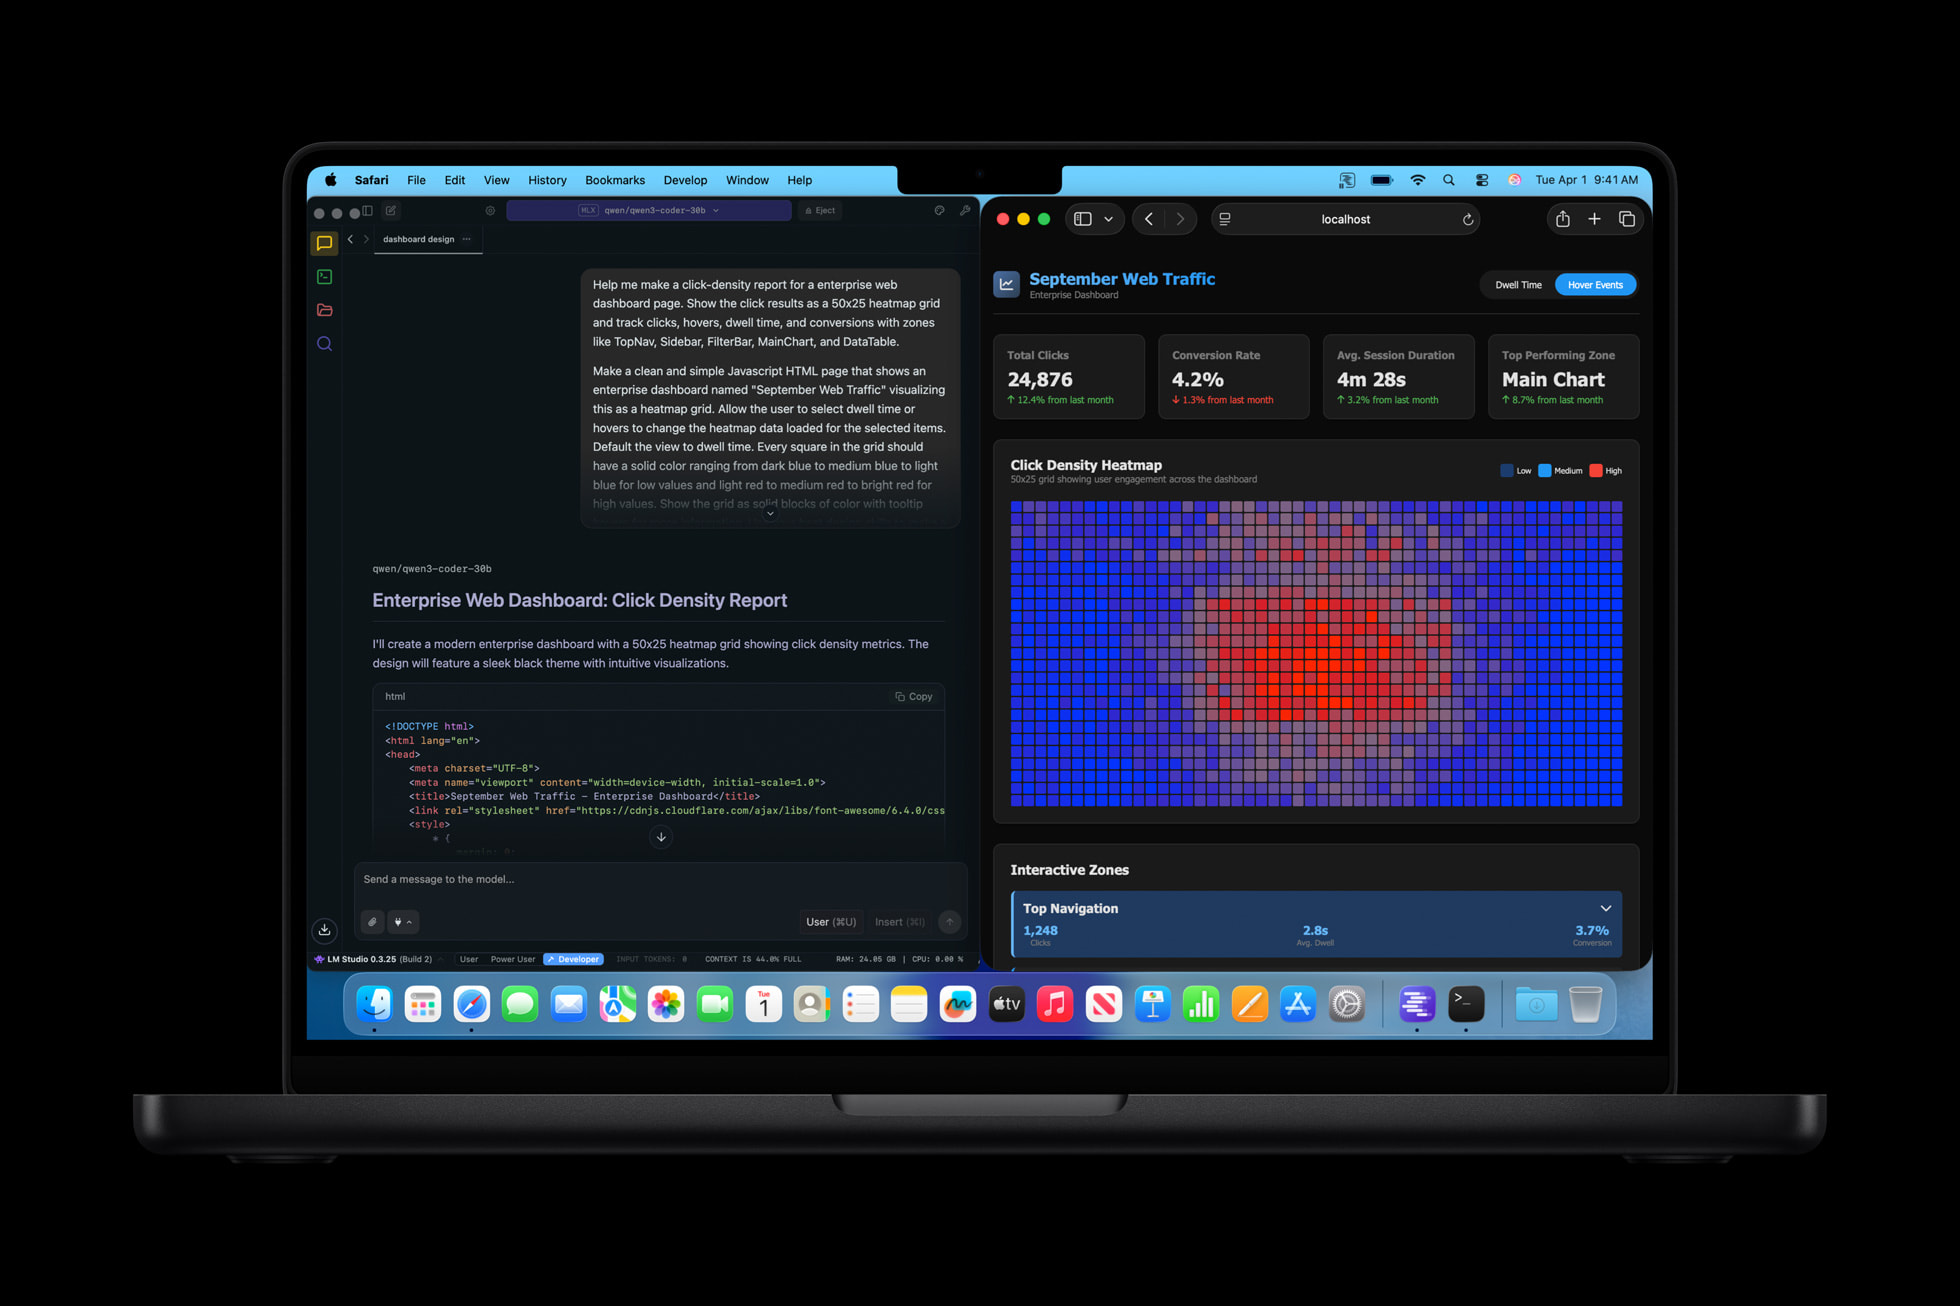 Safari File Edit View History Bookmarks Develop Window Help
Tue Apr 1 9:41 AM
MLX qwen/qwen3-coder-30b
Eject
dashboard design
Help me make a click-density report for a enterprise web
dashboard page. Show the click results as a 50x25 heatmap grid
and track clicks, hovers, dwell time, and conversions with zones
like TopNav, Sidebar, FilterBar, MainChart, and DataTable.
Make a clean and simple Javascript HTML page that shows an
enterprise dashboard named "September Web Traffic" visualizing
this as a heatmap grid. Allow the user to select dwell time or
hovers to change the heatmap data loaded for the selected items.
Default the view to dwell time. Every square in the grid should
have a solid color ranging from dark blue to medium blue to light
blue for low values and light red to medium red to bright red for
high values. Show the grid as solid blocks of color with tooltip
qwen/qwen3-coder-30b
Enterprise Web Dashboard: Click Density Report
I'll create a modern enterprise dashboard with a 50x25 heatmap grid showing click density metrics. The
design will feature a sleek black theme with intuitive visualizations.
html
Copy
<!DOCTYPE html>
<html lang="en">
<head>
<meta charset="UTF-8">
<meta name="viewport" content="width=device-width, initial-scale=1.0">
<title>September Web Traffic – Enterprise Dashboard</title>
<link rel="stylesheet" href="https://cdnjs.cloudflare.com/ajax/libs/font-awesome/6.4.0/css
<style>
* {
margin: 0;
Send a message to the model...
User (⌘U)
Insert (⌘I)
LM Studio 0.3.25 (Build 2)
User Power User Developer
INPUT TOKENS: 0
CONTEXT IS 44.0% FULL
RAM: 24.05 GB | CPU: 0.00 %
localhost
September Web Traffic
Enterprise Dashboard
Dwell Time
Hover Events
Total Clicks
24,876
↑ 12.4% from last month
Conversion Rate
4.2%
↓ 1.3% from last month
Avg. Session Duration
4m 28s
↑ 3.2% from last month
Top Performing Zone
Main Chart
↑ 8.7% from last month
Click Density Heatmap
50x25 grid showing user engagement across the dashboard
Low Medium High
Interactive Zones
Top Navigation
1,248
Clicks
2.8s
Avg. Dwell
3.7%
Conversion
Tue
1
tv
>_